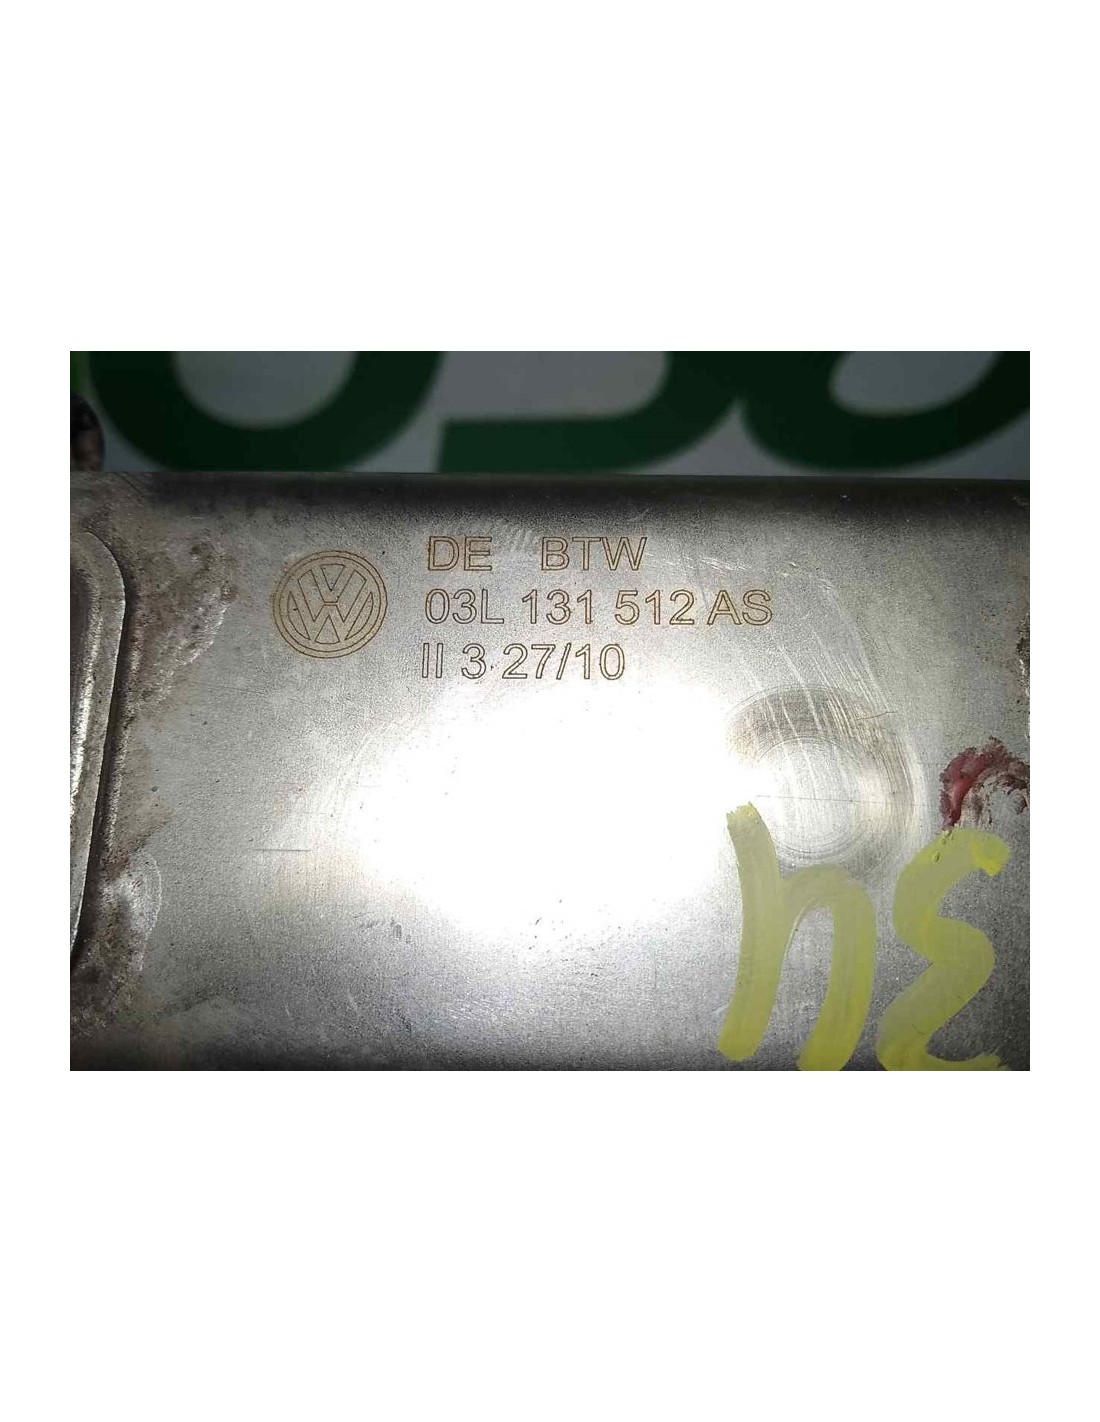 DE BTW
03L 131 512 AS
II 3 27/10